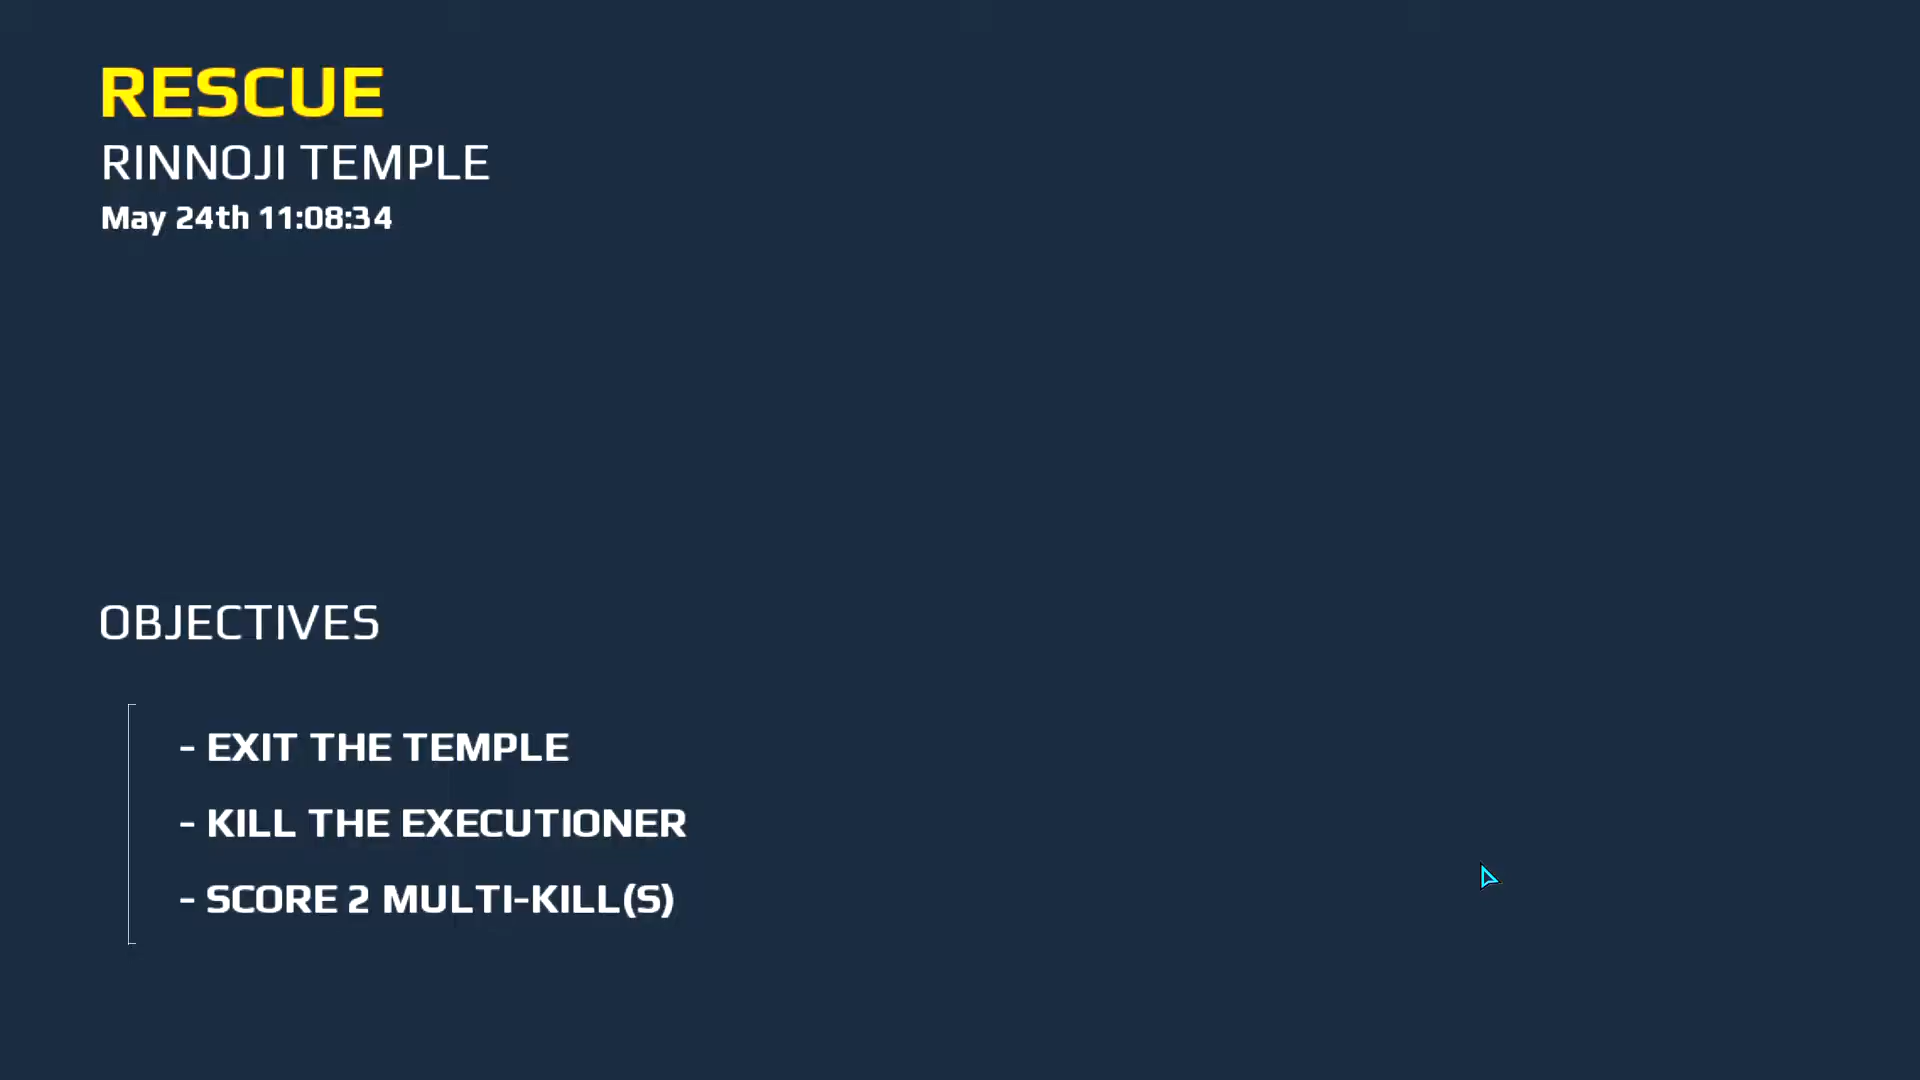 RESCUE
RINNOJI TEMPLE
May 24th 11:08:34
OBJECTIVES
- EXIT THE TEMPLE
- KILL THE EXECUTIONER
- SCORE 2 MULTI-KILL(S)